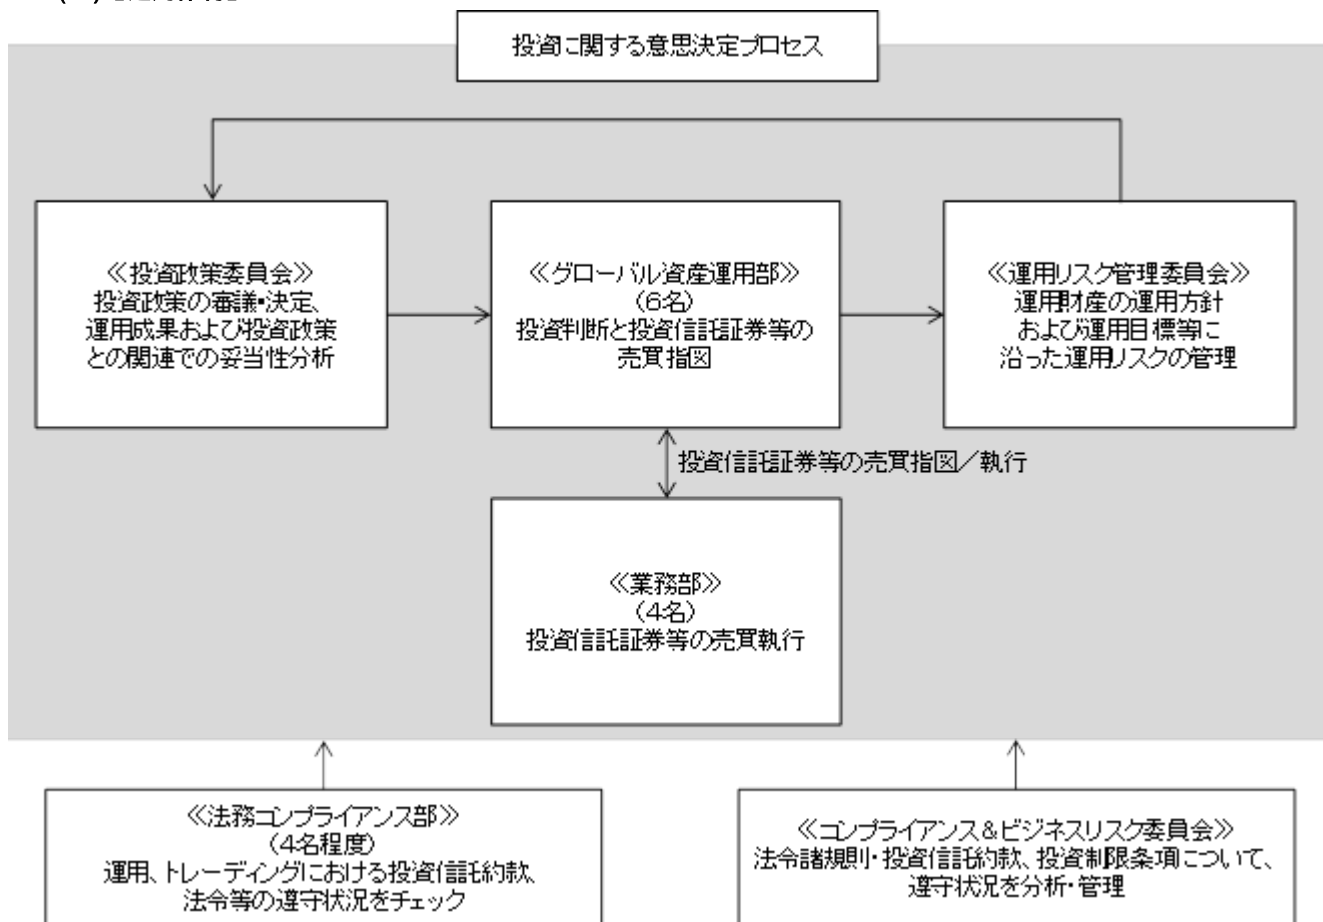 投資に関する意思決定プロセス
≪投資政策委員会≫
投資政策の審議・決定、
運用成果および投資政策
との関連での妥当性分析
≪グローバル資産運用部≫
(6名)
投資判断と投資信託証券等の
売買指図
≪運用リスク管理委員会≫
運用財産の運用方針
および運用目標等に
沿った運用リスクの管理
投資信託証券等の売買指図／執行
≪業務部≫
(4名)
投資信託証券等の売買執行
≪法務コンプライアンス部≫
(4名程度)
運用、トレーディングにおける投資信託約款、
法令等の遵守状況をチェック
≪コンプライアンス＆ビジネスリスク委員会≫
法令諸規則・投資信託約款、投資制限条項について、
遵守状況を分析・管理